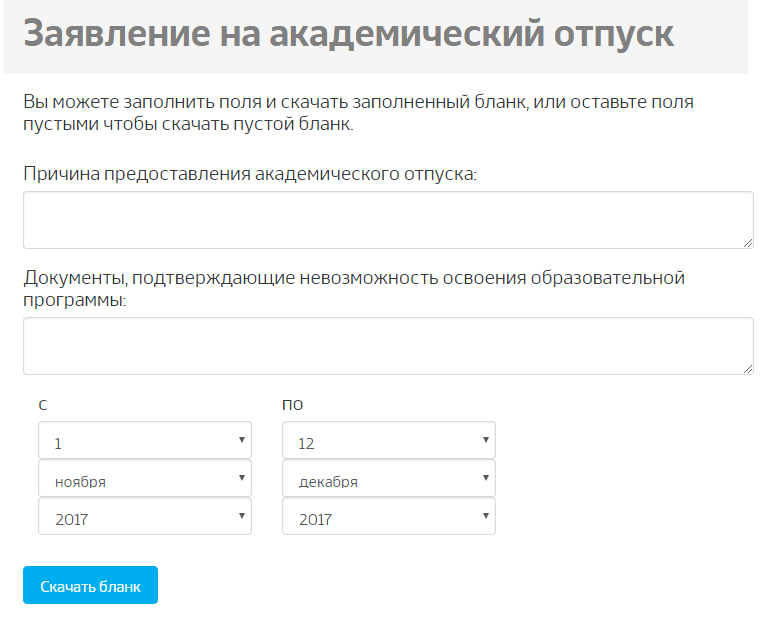 Заявление на академический отпуск
Вы можете заполнить поля и скачать заполненный бланк, или оставьте поля
пустыми чтобы скачать пустой бланк.
Причина предоставления академического отпуска:
Документы, подтверждающие невозможность освоения образовательной
программы:
С ПО
1 12
ноября декабря
2017 2017
Скачать бланк